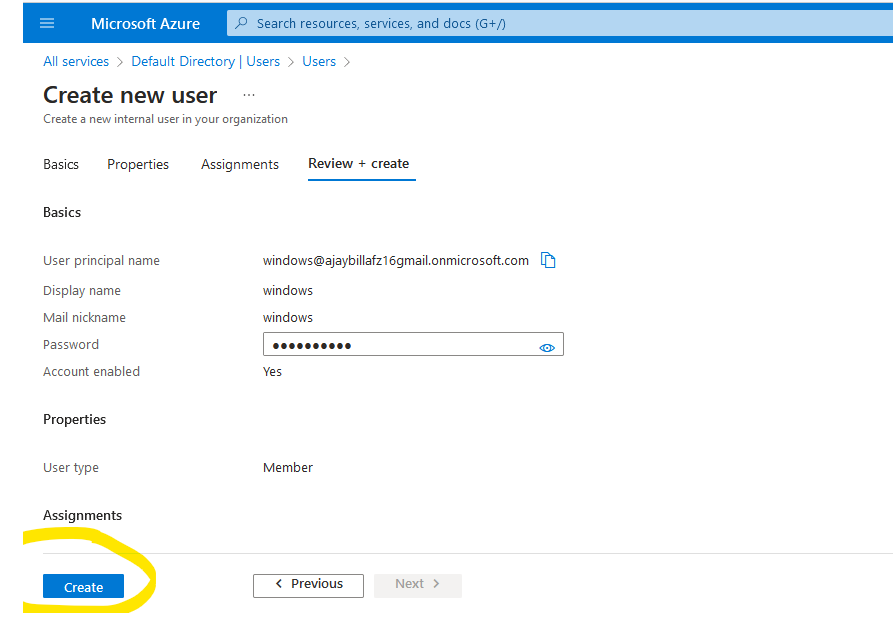 Microsoft Azure
Search resources, services, and docs (G+/)
All services > Default Directory | Users > Users >
Create new user ...
Create a new internal user in your organization
Basics Properties Assignments Review + create
Basics
User principal name windows@ajaybillafz16gmail.onmicrosoft.com
Display name windows
Mail nickname windows
Password ●●●●●●●●●●
Account enabled Yes
Properties
User type Member
Assignments
Create < Previous Next >